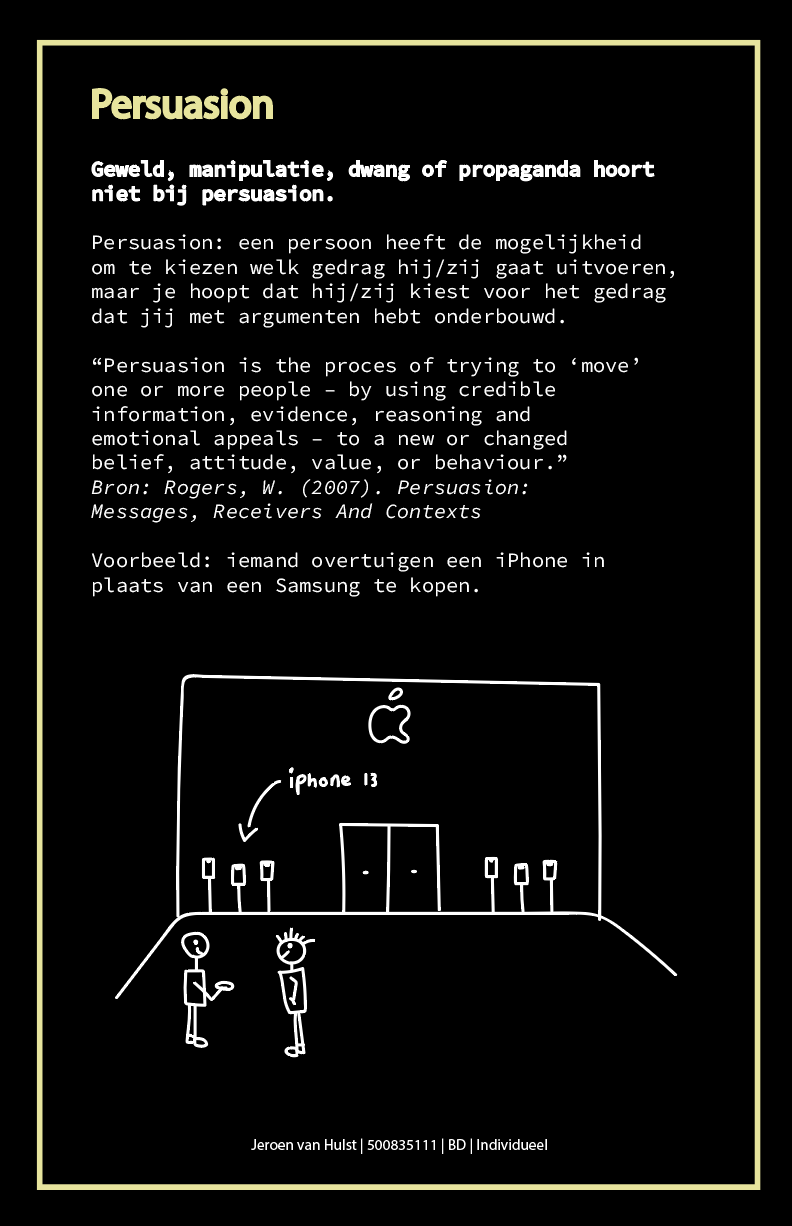 Persuasion
Geweld, manipulatie, dwang of propaganda hoort
niet bij persuasion.
Persuasion: een persoon heeft de mogelijkheid
om te kiezen welk gedrag hij/zij gaat uitvoeren,
maar je hoopt dat hij/zij kiest voor het gedrag
dat jij met argumenten hebt onderbouwd.
“Persuasion is the proces of trying to ‘move’
one or more people – by using credible
information, evidence, reasoning and
emotional appeals – to a new or changed
belief, attitude, value, or behaviour.”
Bron: Rogers, W. (2007). Persuasion:
Messages, Receivers And Contexts
Voorbeeld: iemand overtuigen een iPhone in
plaats van een Samsung te kopen.
iphone 13
Jeroen van Hulst | 500835111 | BD | Individueel